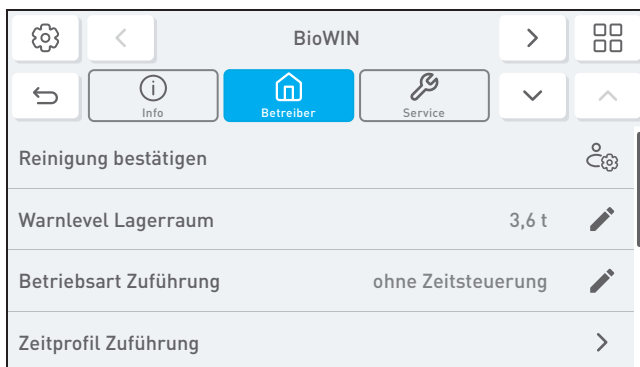 BioWIN
Info
Betreiber
Service
Reinigung bestätigen
Warnlevel Lagerraum 3,6 t
Betriebsart Zuführung ohne Zeitsteuerung
Zeitprofil Zuführung